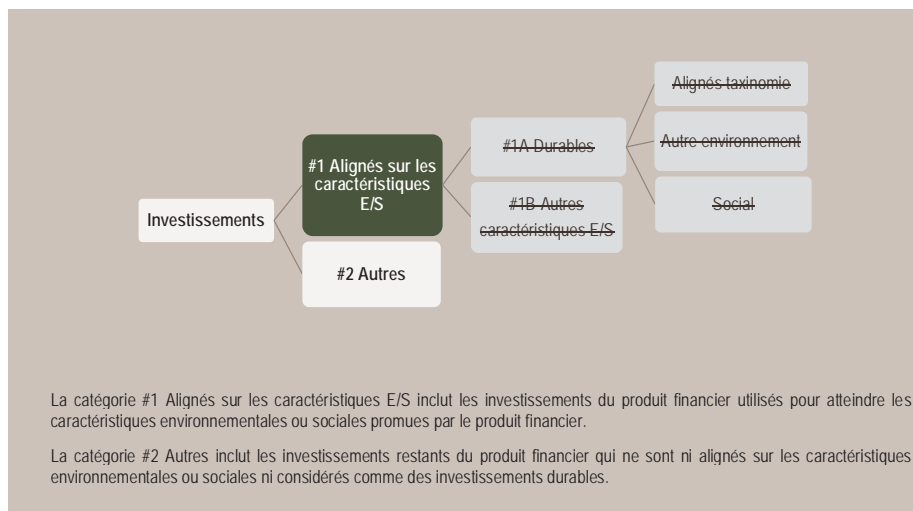 Investissements
#1 Alignés sur les
caractéristiques
E/S
#2 Autres
#1A Durables
#1B Autres
caractéristiques E/S
Alignés taxinomie
Autre environnement
Social
La catégorie #1 Alignés sur les caractéristiques E/S inclut les investissements du produit financier utilisés pour atteindre les
caractéristiques environnementales ou sociales promues par le produit financier.
La catégorie #2 Autres inclut les investissements restants du produit financier qui ne sont ni alignés sur les caractéristiques
environnementales ou sociales ni considérés comme des investissements durables.